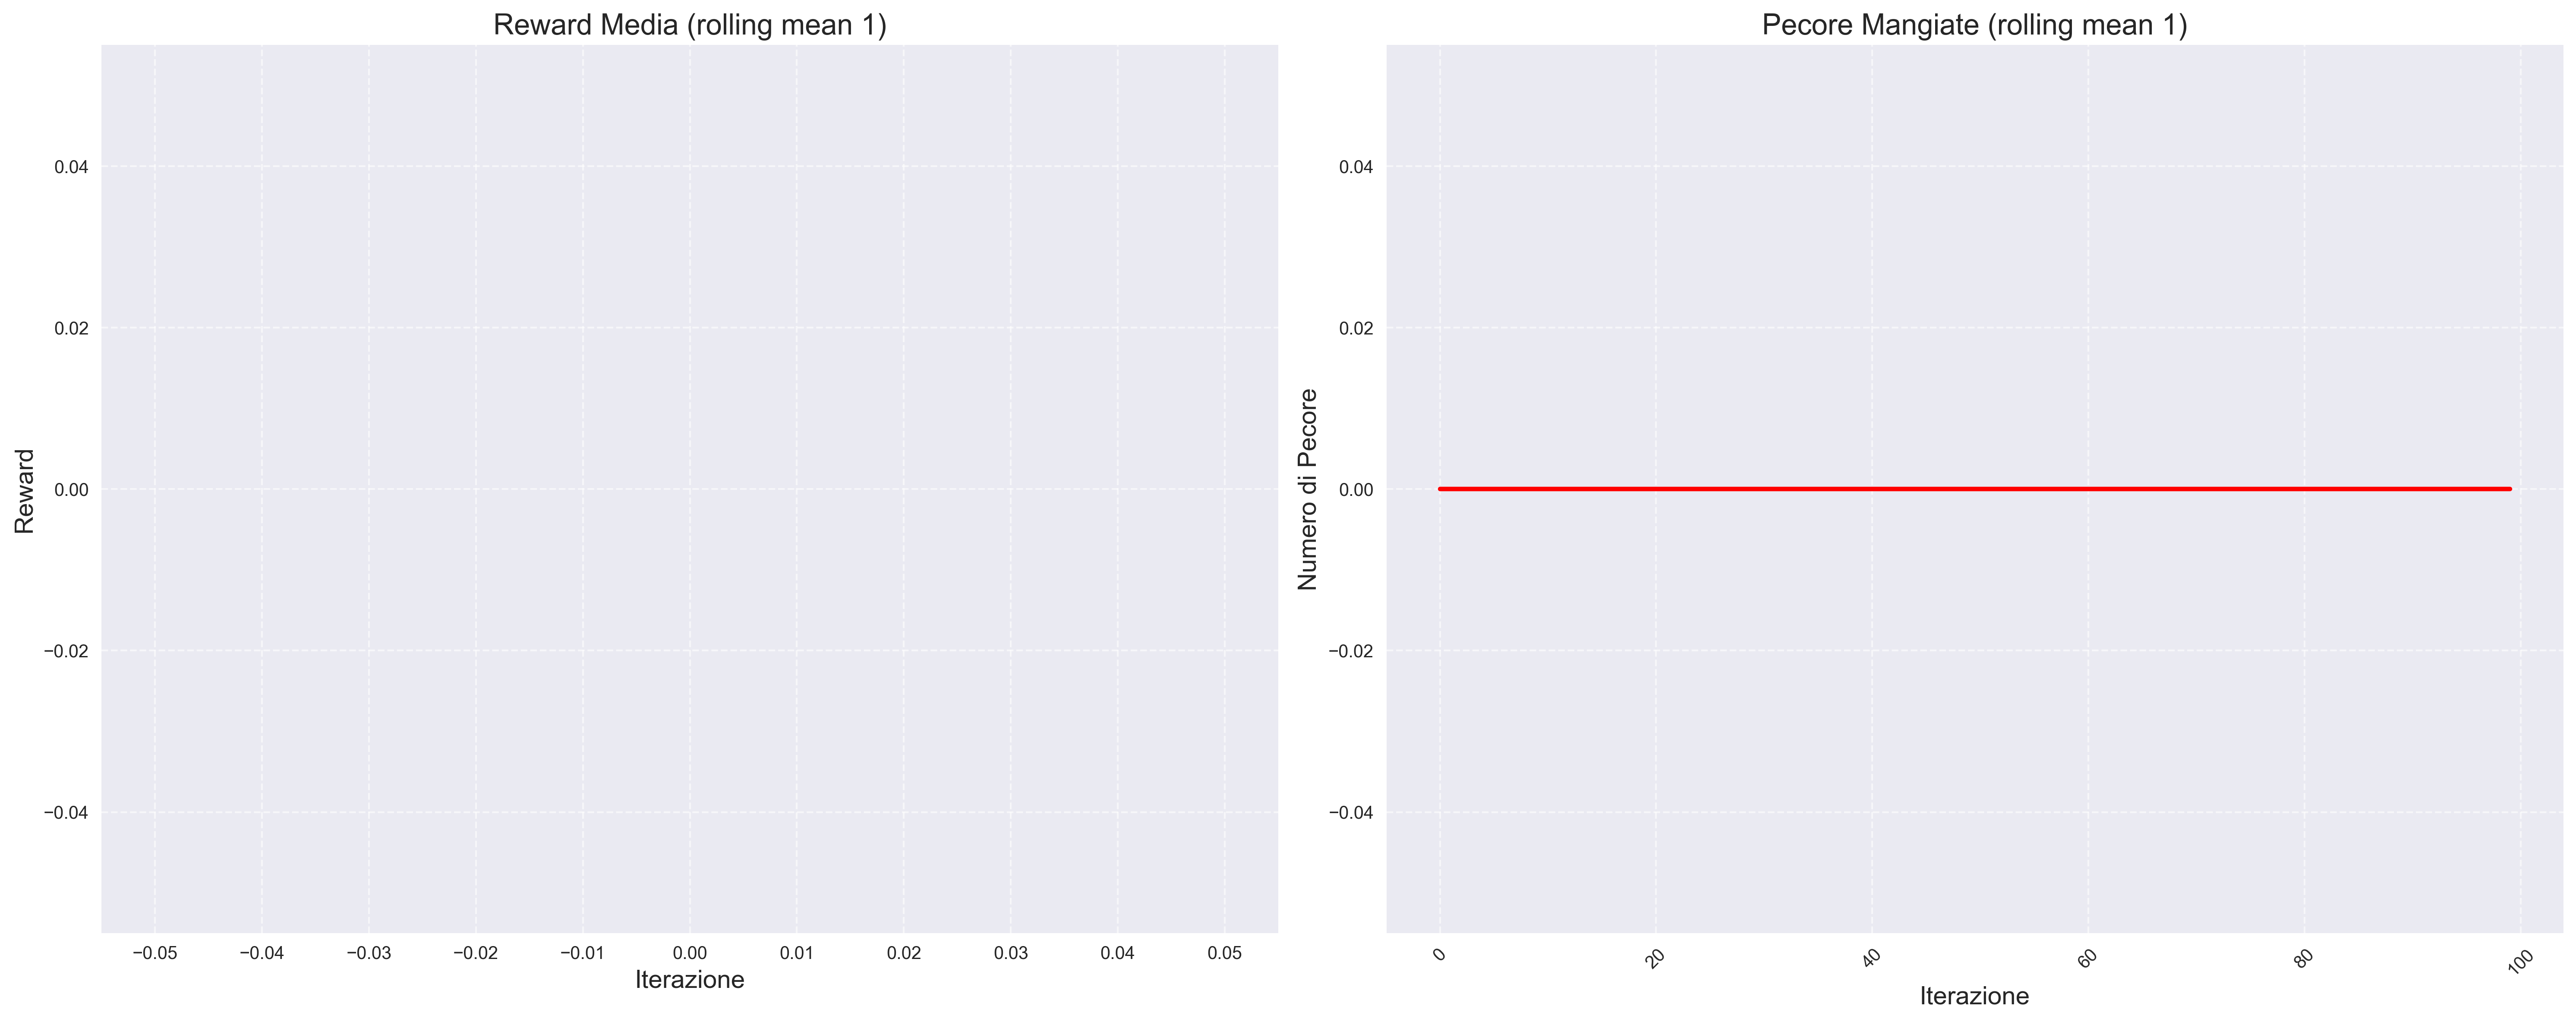 Reward Media (rolling mean 1)
Reward
0.04
0.02
0.00
−0.02
−0.04
−0.05 −0.04 −0.03 −0.02 −0.01 0.00 0.01 0.02 0.03 0.04 0.05
Iterazione
Pecore Mangiate (rolling mean 1)
Numero di Pecore
0.04
0.02
0.00
−0.02
−0.04
0 20 40 60 80 100
Iterazione